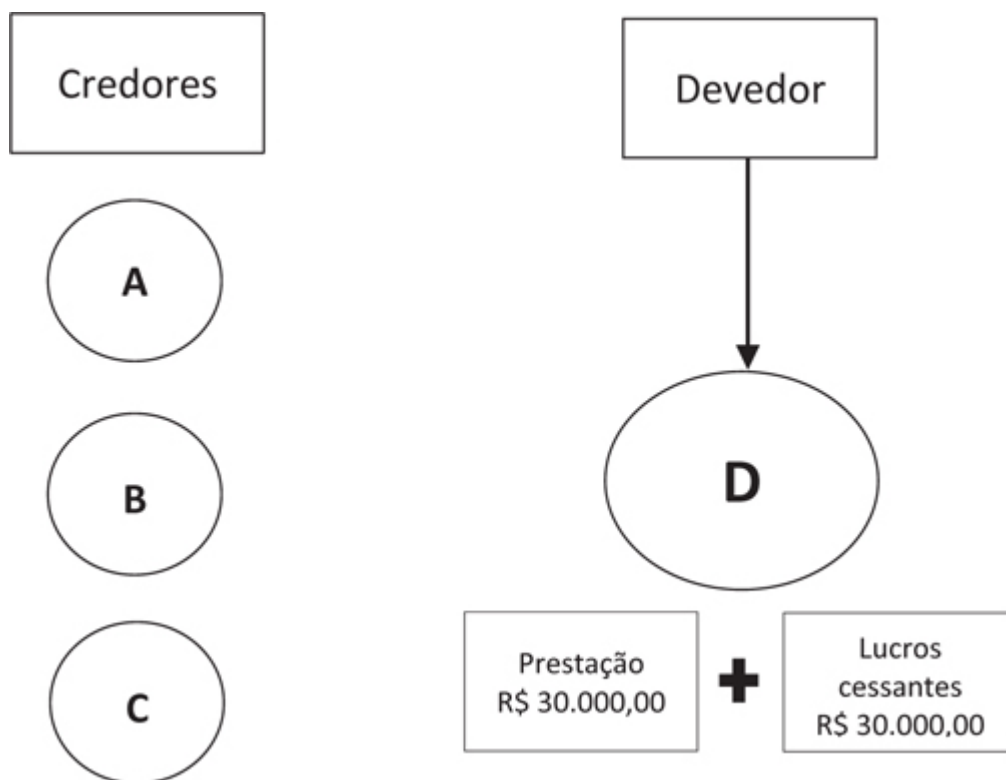 Credores
Devedor
A
B
C
D
Prestação
R$ 30.000,00
Lucros
cessantes
R$ 30.000,00